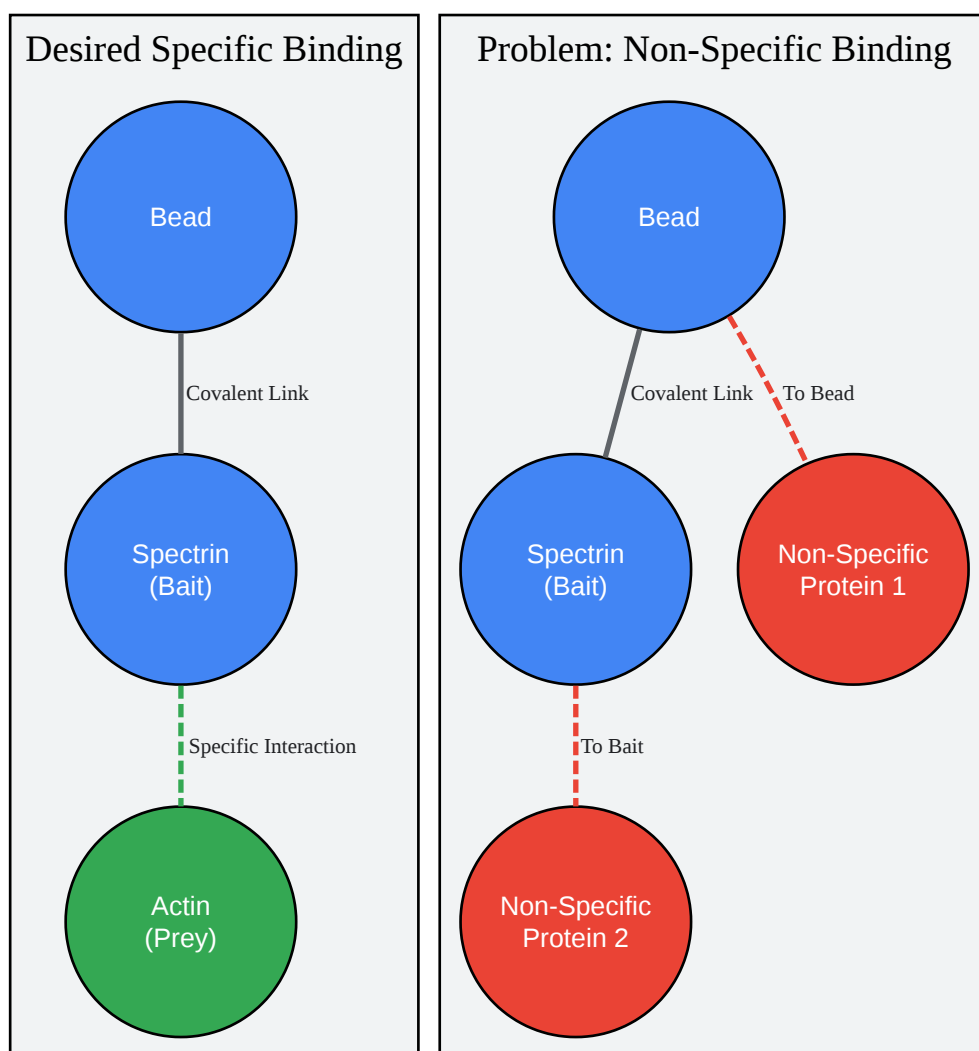 Desired Specific Binding
Bead
Covalent Link
Spectrin
(Bait)
Specific Interaction
Actin
(Prey)
Problem: Non-Specific Binding
Bead
Covalent Link
To Bead
Spectrin
(Bait)
Non-Specific
Protein 1
To Bait
Non-Specific
Protein 2